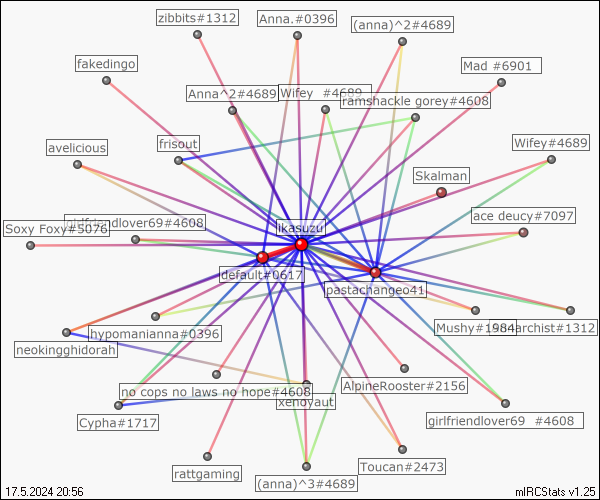 zibbits#1312
Anna.#0396
(anna)^2#4689
fakedingo
Mad #6901
Anna^2#4689
Wifey #4689
ramshackle gorey#4608
avelicious
frisout
Wifey#4689
Skalman
ace deucy#7097
girlfriendlover69#4608
Soxy Foxy#5076
ikasuzu
default#0617
pastachangeo41
hypomanianna#0396
Mushy#1984
#1312
neokingghidorah
no cops no laws no hope#4608
AlpineRooster#2156
xenoyaut
Cypha#1717
girlfriendlover69 #4608
rattgaming
(anna)^3#4689
Toucan#2473
17.5.2024 20:56
mIRCStats v1.25